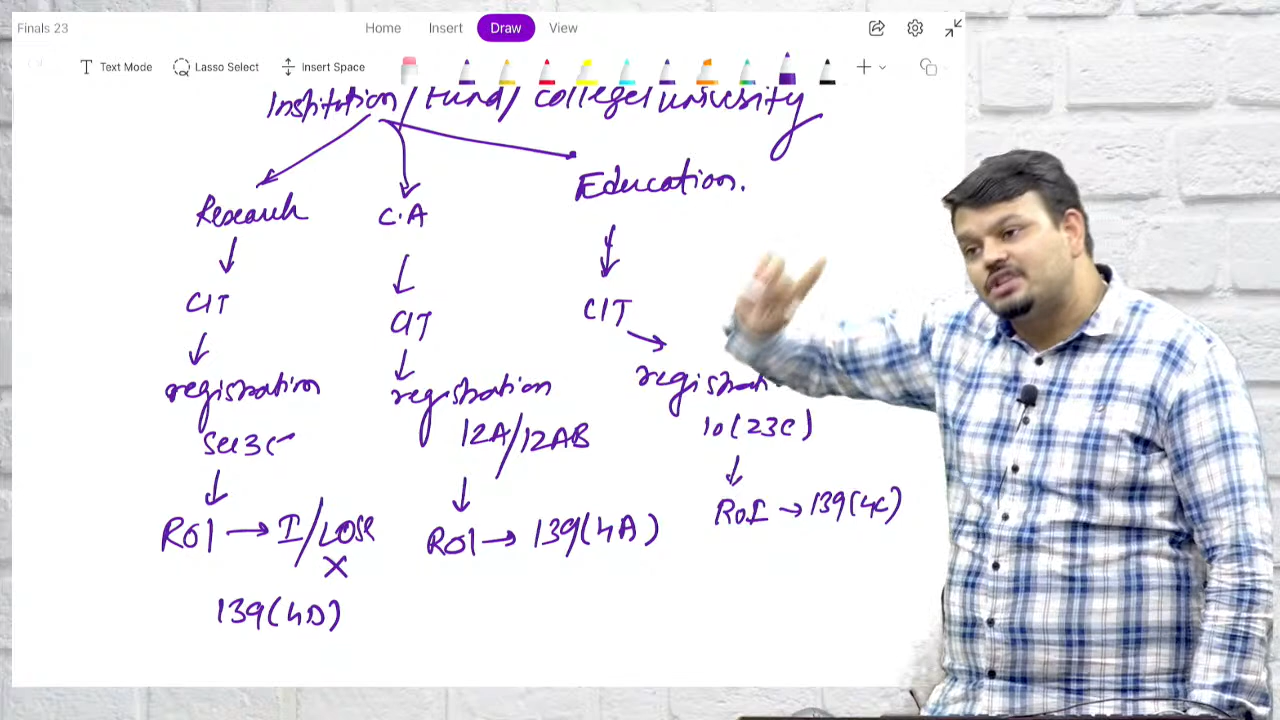 Finals 23
Home Insert Draw View
Text Mode Lasso Select Insert Space
Institution / Fund / college / university
Research C.A Education.
↓ ↓ ↓
CIT CIT CIT
↓ ↓ →
registration registration registration
Sec 35 12A/12AB 10(23C)
↓ ↓ ↓
ROI → I/Loss ROI → 139(4A) ROI → 139(4C)
X
139(4D)